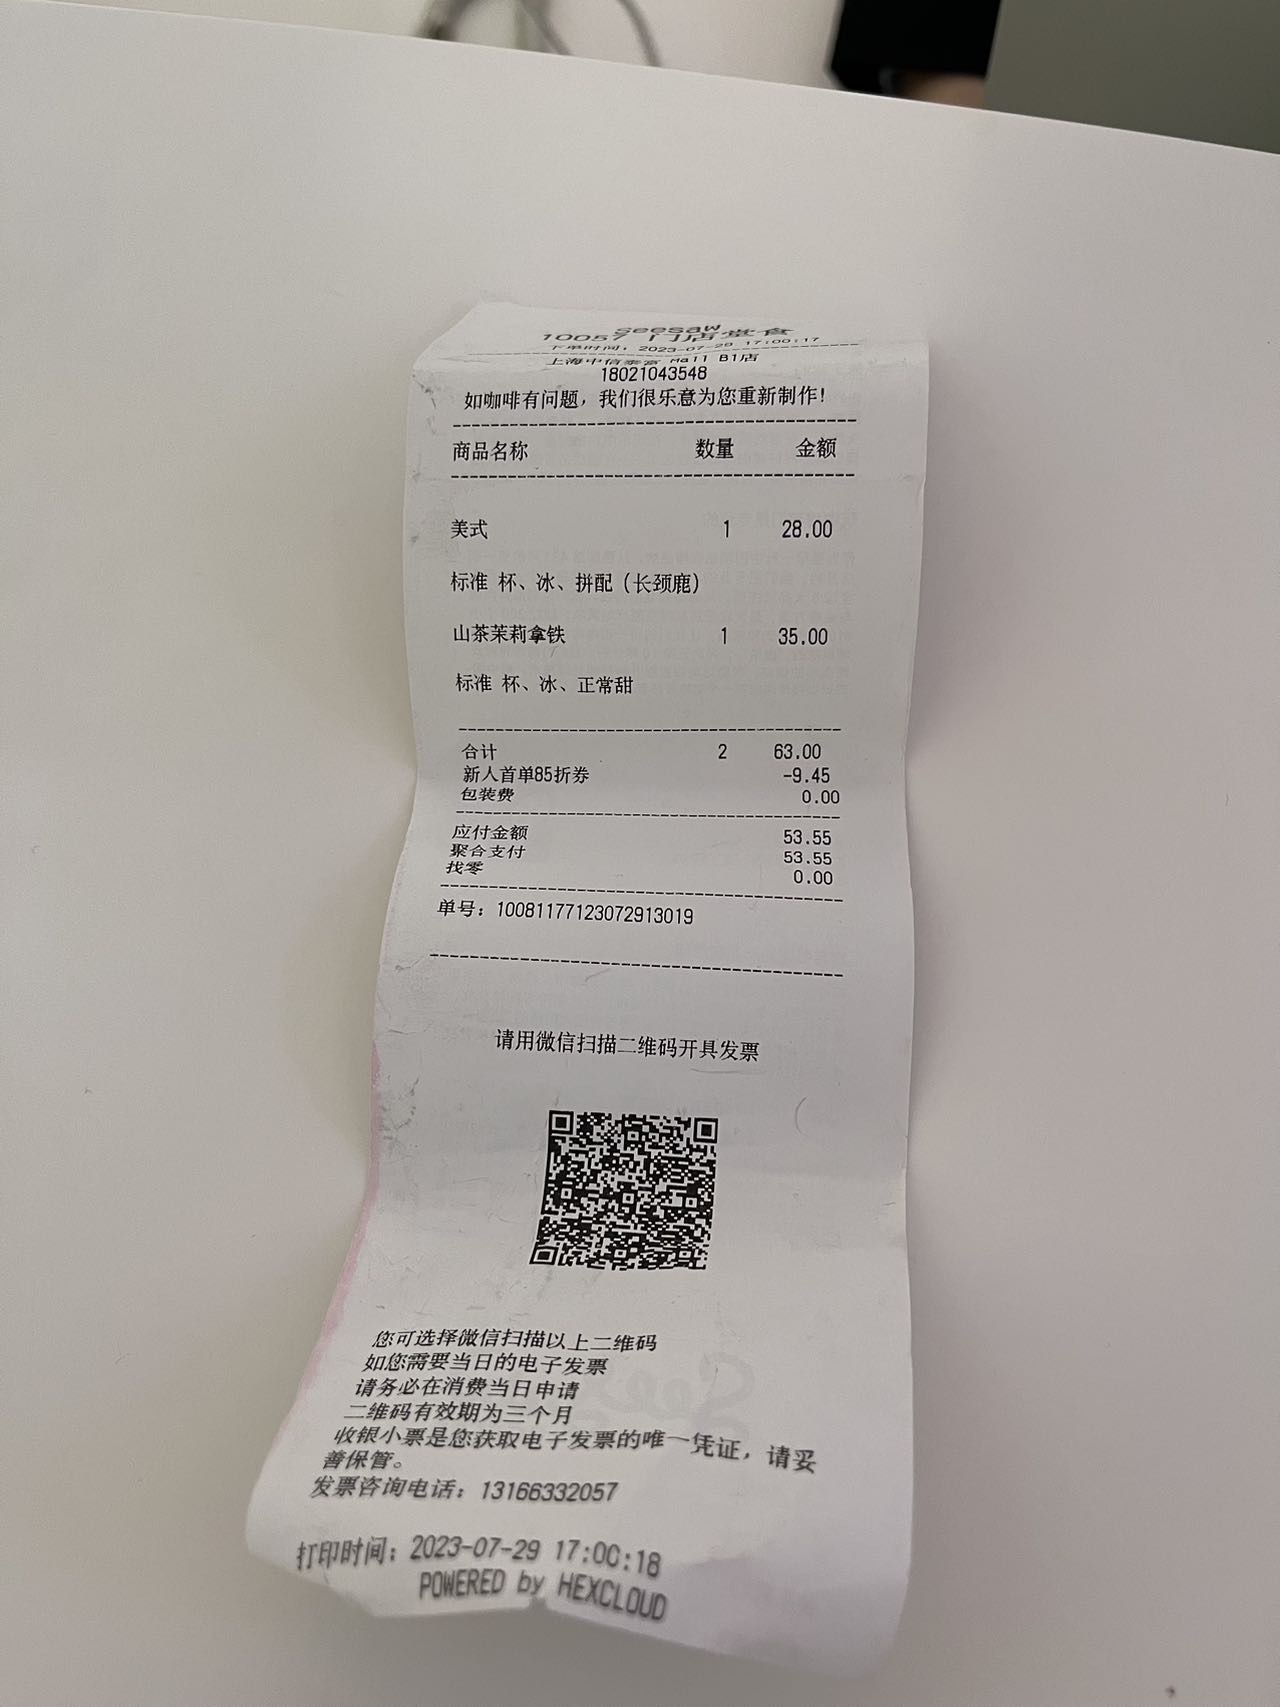 seesaw
10057 门店堂食
下单时间：2023-07-29 17:00:17
上海中信泰富 Mall B1店
18021043548
如咖啡有问题，我们很乐意为您重新制作！
商品名称 数量 金额
美式 1 28.00
标准 杯、冰、拼配（长颈鹿）
山茶茉莉拿铁 1 35.00
标准 杯、冰、正常甜
合计 2 63.00
新人首单85折券 -9.45
包装费 0.00
应付金额 53.55
聚合支付 53.55
找零 0.00
单号：10081177123072913019
请用微信扫描二维码开具发票
您可选择微信扫描以上二维码
如您需要当日的电子发票
请务必在消费当日申请
二维码有效期为三个月
收银小票是您获取电子发票的唯一凭证，请妥
善保管。
发票咨询电话：13166332057
打印时间：2023-07-29 17:00:18
POWERED by HEXCLOUD